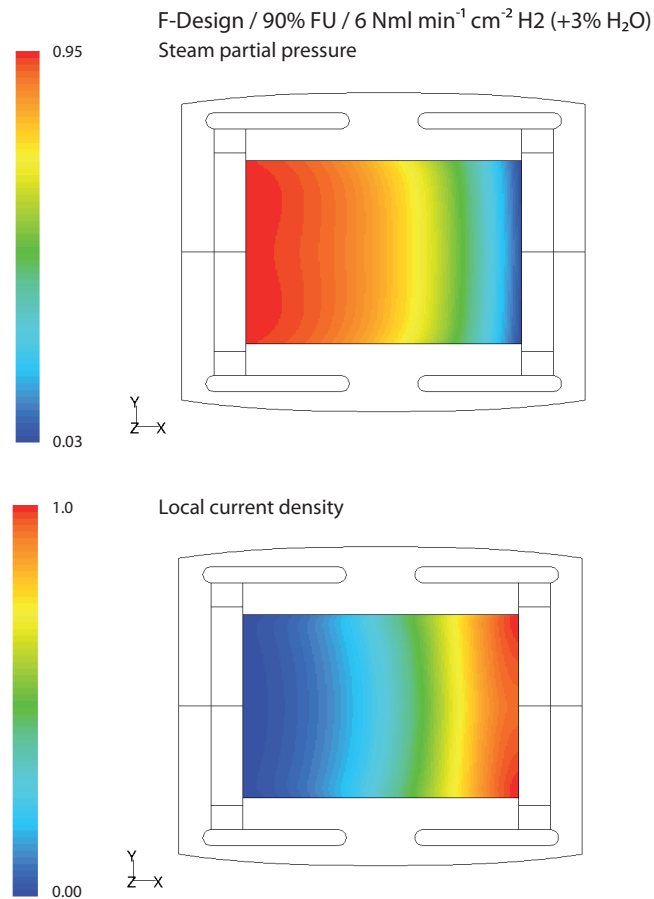 F-Design / 90% FU / 6 Nml min⁻¹ cm⁻² H2 (+3% H₂O)
Steam partial pressure
0.95
0.03
Y
Z X
Local current density
1.0
0.00
Y
Z X